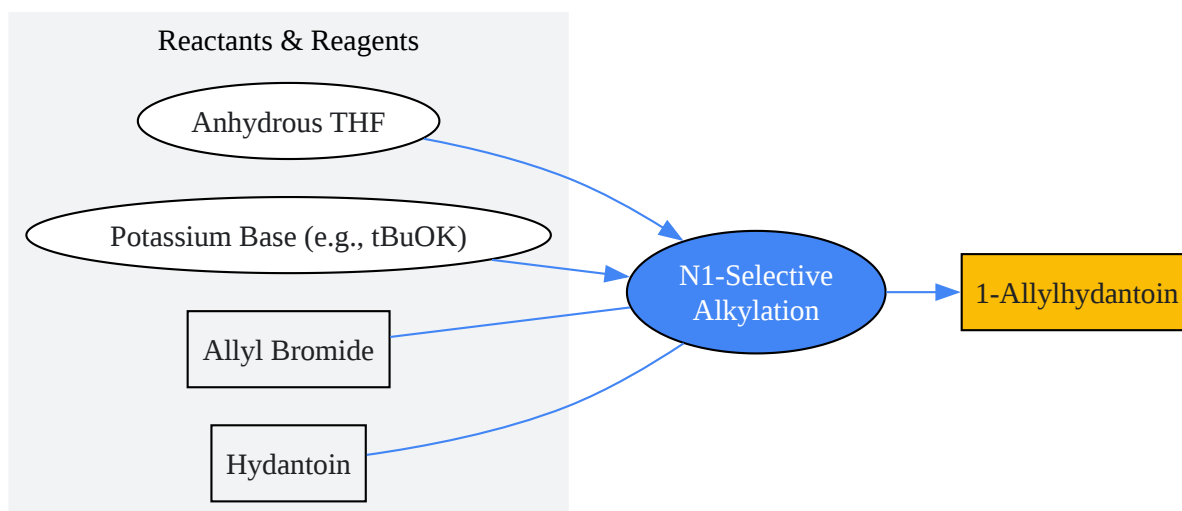 Reactants & Reagents
Anhydrous THF
Potassium Base (e.g., tBuOK)
Allyl Bromide
Hydantoin
N1-Selective
Alkylation
1-Allylhydantoin